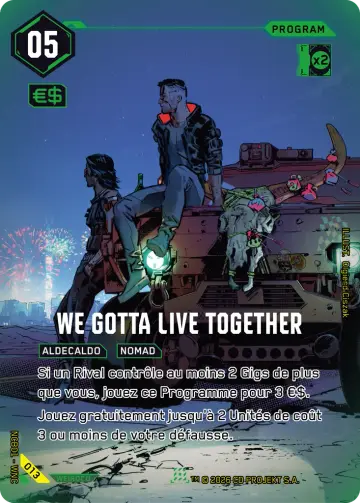 05
PROGRAM
x2
€$
WE GOTTA LIVE TOGETHER
ALDECALDO NOMAD
Si un Rival contrôle au moins 2 Gigs de plus
que vous, jouez ce Programme pour 3 €$.
Jouez gratuitement jusqu'à 2 Unités de coût
3 ou moins de votre défausse.
013
™ © 2026 CD PROJEKT S.A.